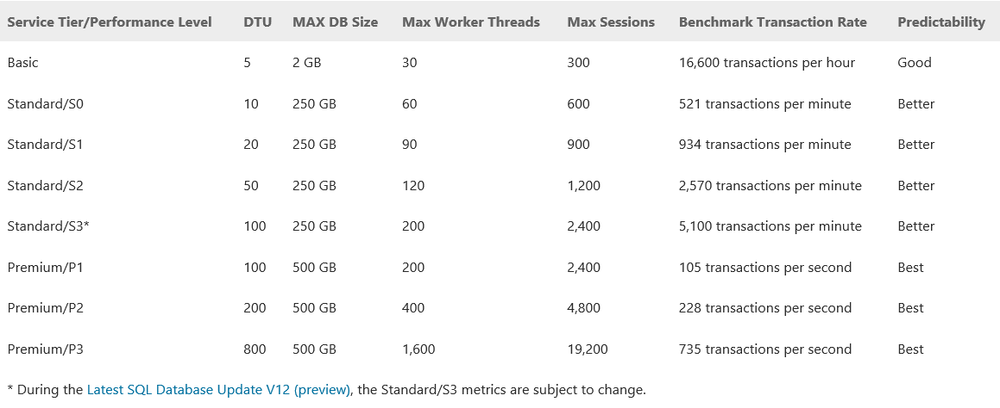 Service Tier/Performance Level DTU MAX DB Size Max Worker Threads Max Sessions Benchmark Transaction Rate Predictability
Basic 5 2 GB 30 300 16,600 transactions per hour Good
Standard/S0 10 250 GB 60 600 521 transactions per minute Better
Standard/S1 20 250 GB 90 900 934 transactions per minute Better
Standard/S2 50 250 GB 120 1,200 2,570 transactions per minute Better
Standard/S3* 100 250 GB 200 2,400 5,100 transactions per minute Better
Premium/P1 100 500 GB 200 2,400 105 transactions per second Best
Premium/P2 200 500 GB 400 4,800 228 transactions per second Best
Premium/P3 800 500 GB 1,600 19,200 735 transactions per second Best
* During the Latest SQL Database Update V12 (preview), the Standard/S3 metrics are subject to change.